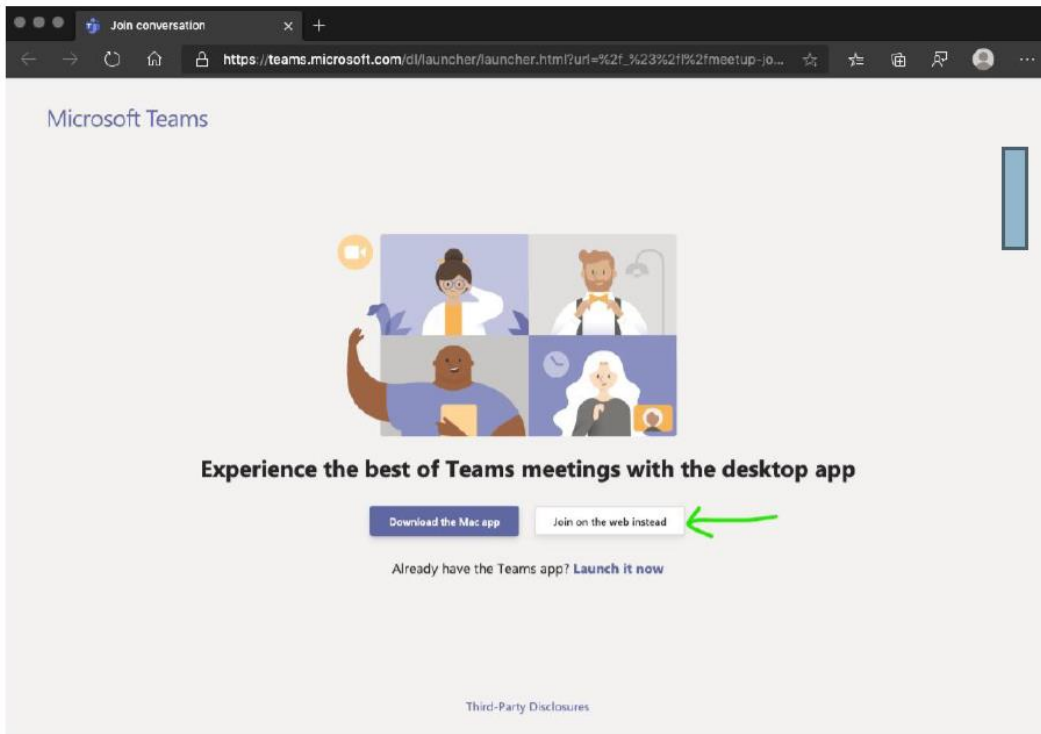 Join conversation
https://teams.microsoft.com/dl/launcher/launcher.html?url=%2f_%23%2fl%2fmeetup-jo...
Microsoft Teams
Experience the best of Teams meetings with the desktop app
Download the Mac app
Join on the web instead
Already have the Teams app? Launch it now
Third-Party Disclosures